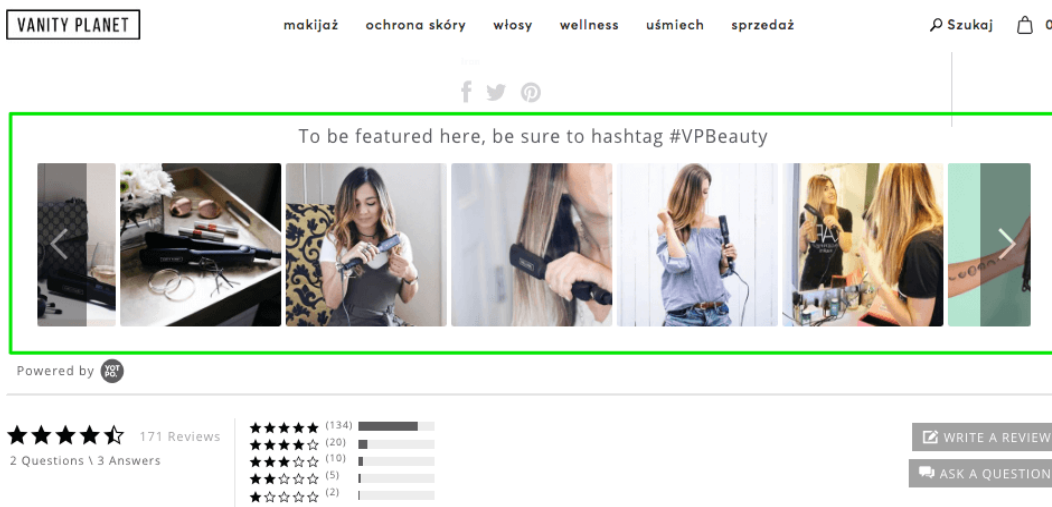 VANITY PLANET
makijaż ochrona skóry włosy wellness uśmiech sprzedaż
Szukaj 0
To be featured here, be sure to hashtag #VPBeauty
Powered by YOTPO.
171 Reviews
2 Questions \ 3 Answers
(134)
(20)
(10)
(5)
(2)
WRITE A REVIEW
ASK A QUESTION